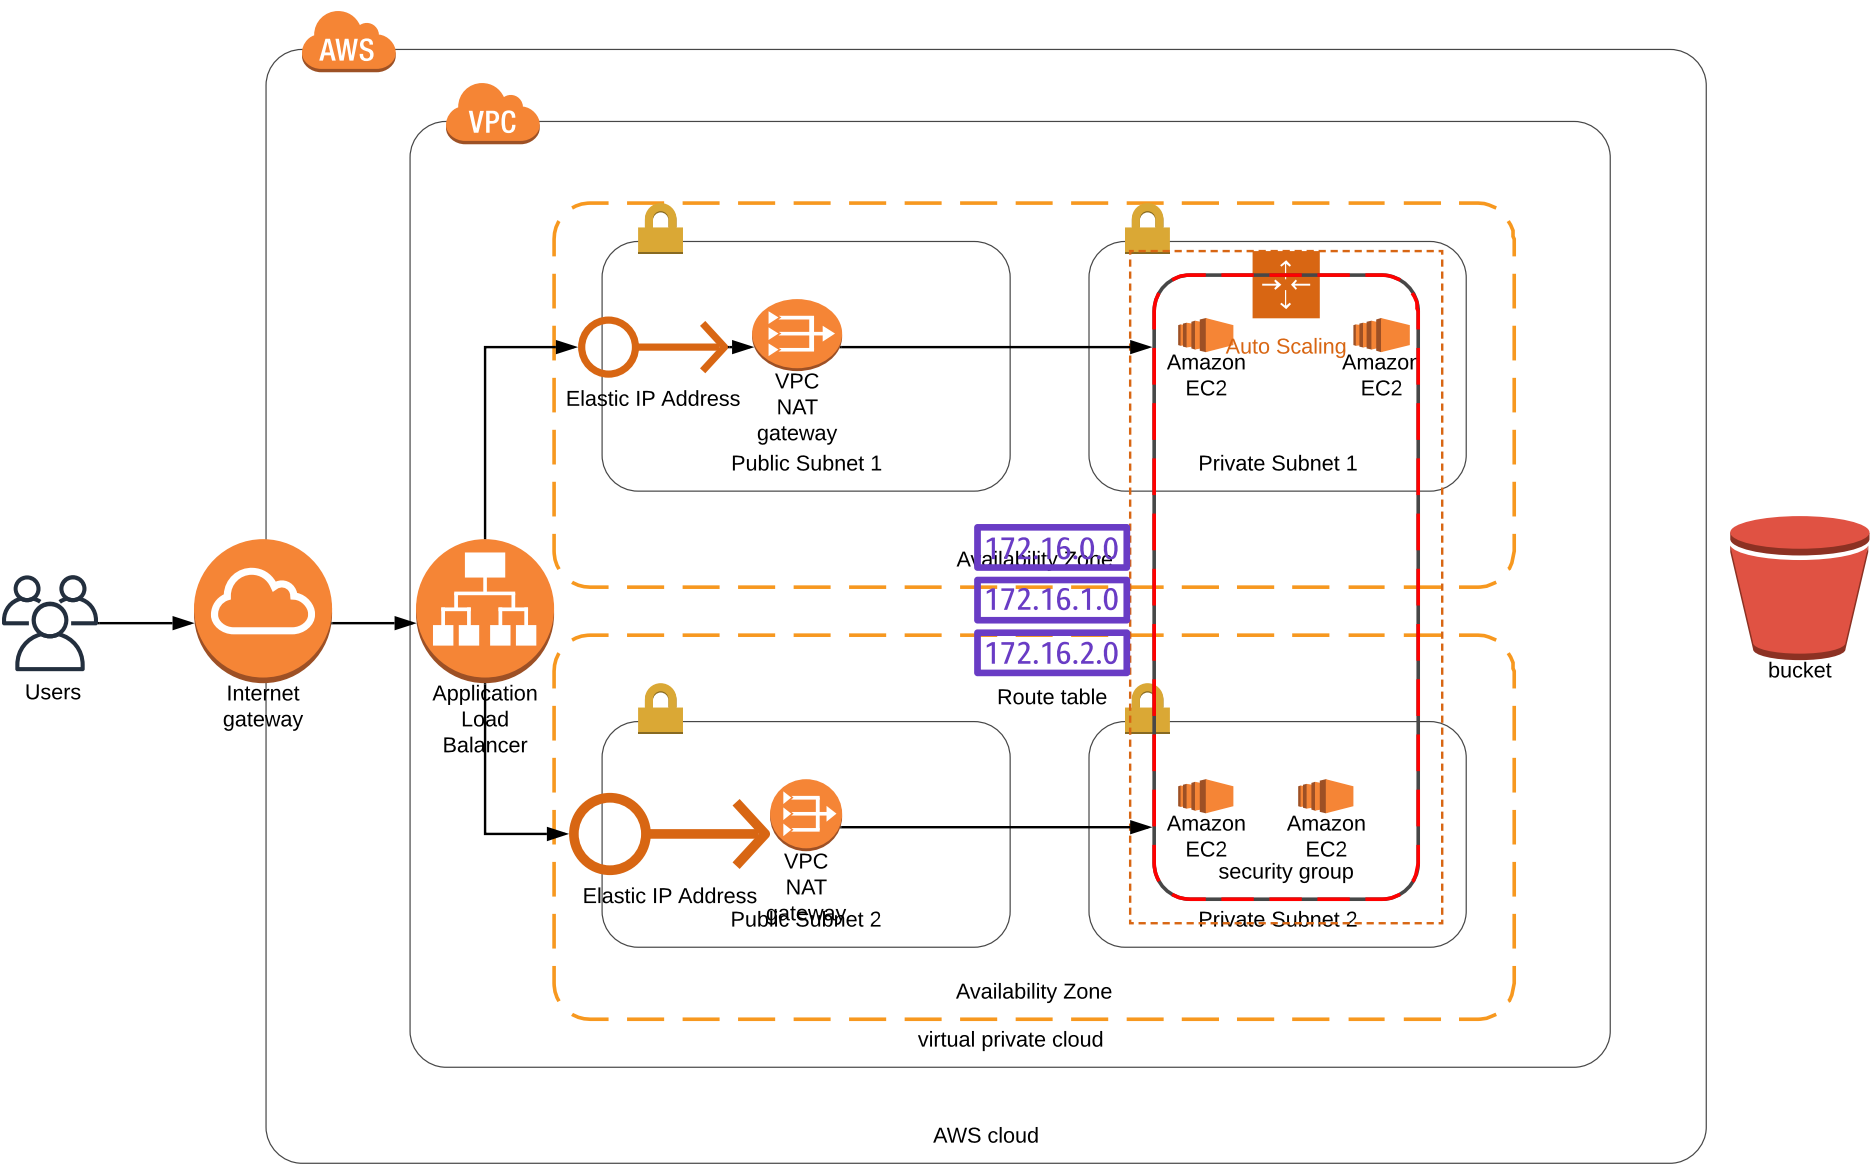 AWS
VPC
Auto Scaling
Amazon
EC2
Amazon
EC2
Elastic IP Address
VPC
NAT
gateway
Public Subnet 1
Private Subnet 1
172.16.0.0
Availability Zone
172.16.1.0
172.16.2.0
Route table
Users
Internet
gateway
Application
Load
Balancer
bucket
Amazon
EC2
Amazon
EC2
security group
Elastic IP Address
VPC
NAT
gateway
Public Subnet 2
Private Subnet 2
Availability Zone
virtual private cloud
AWS cloud